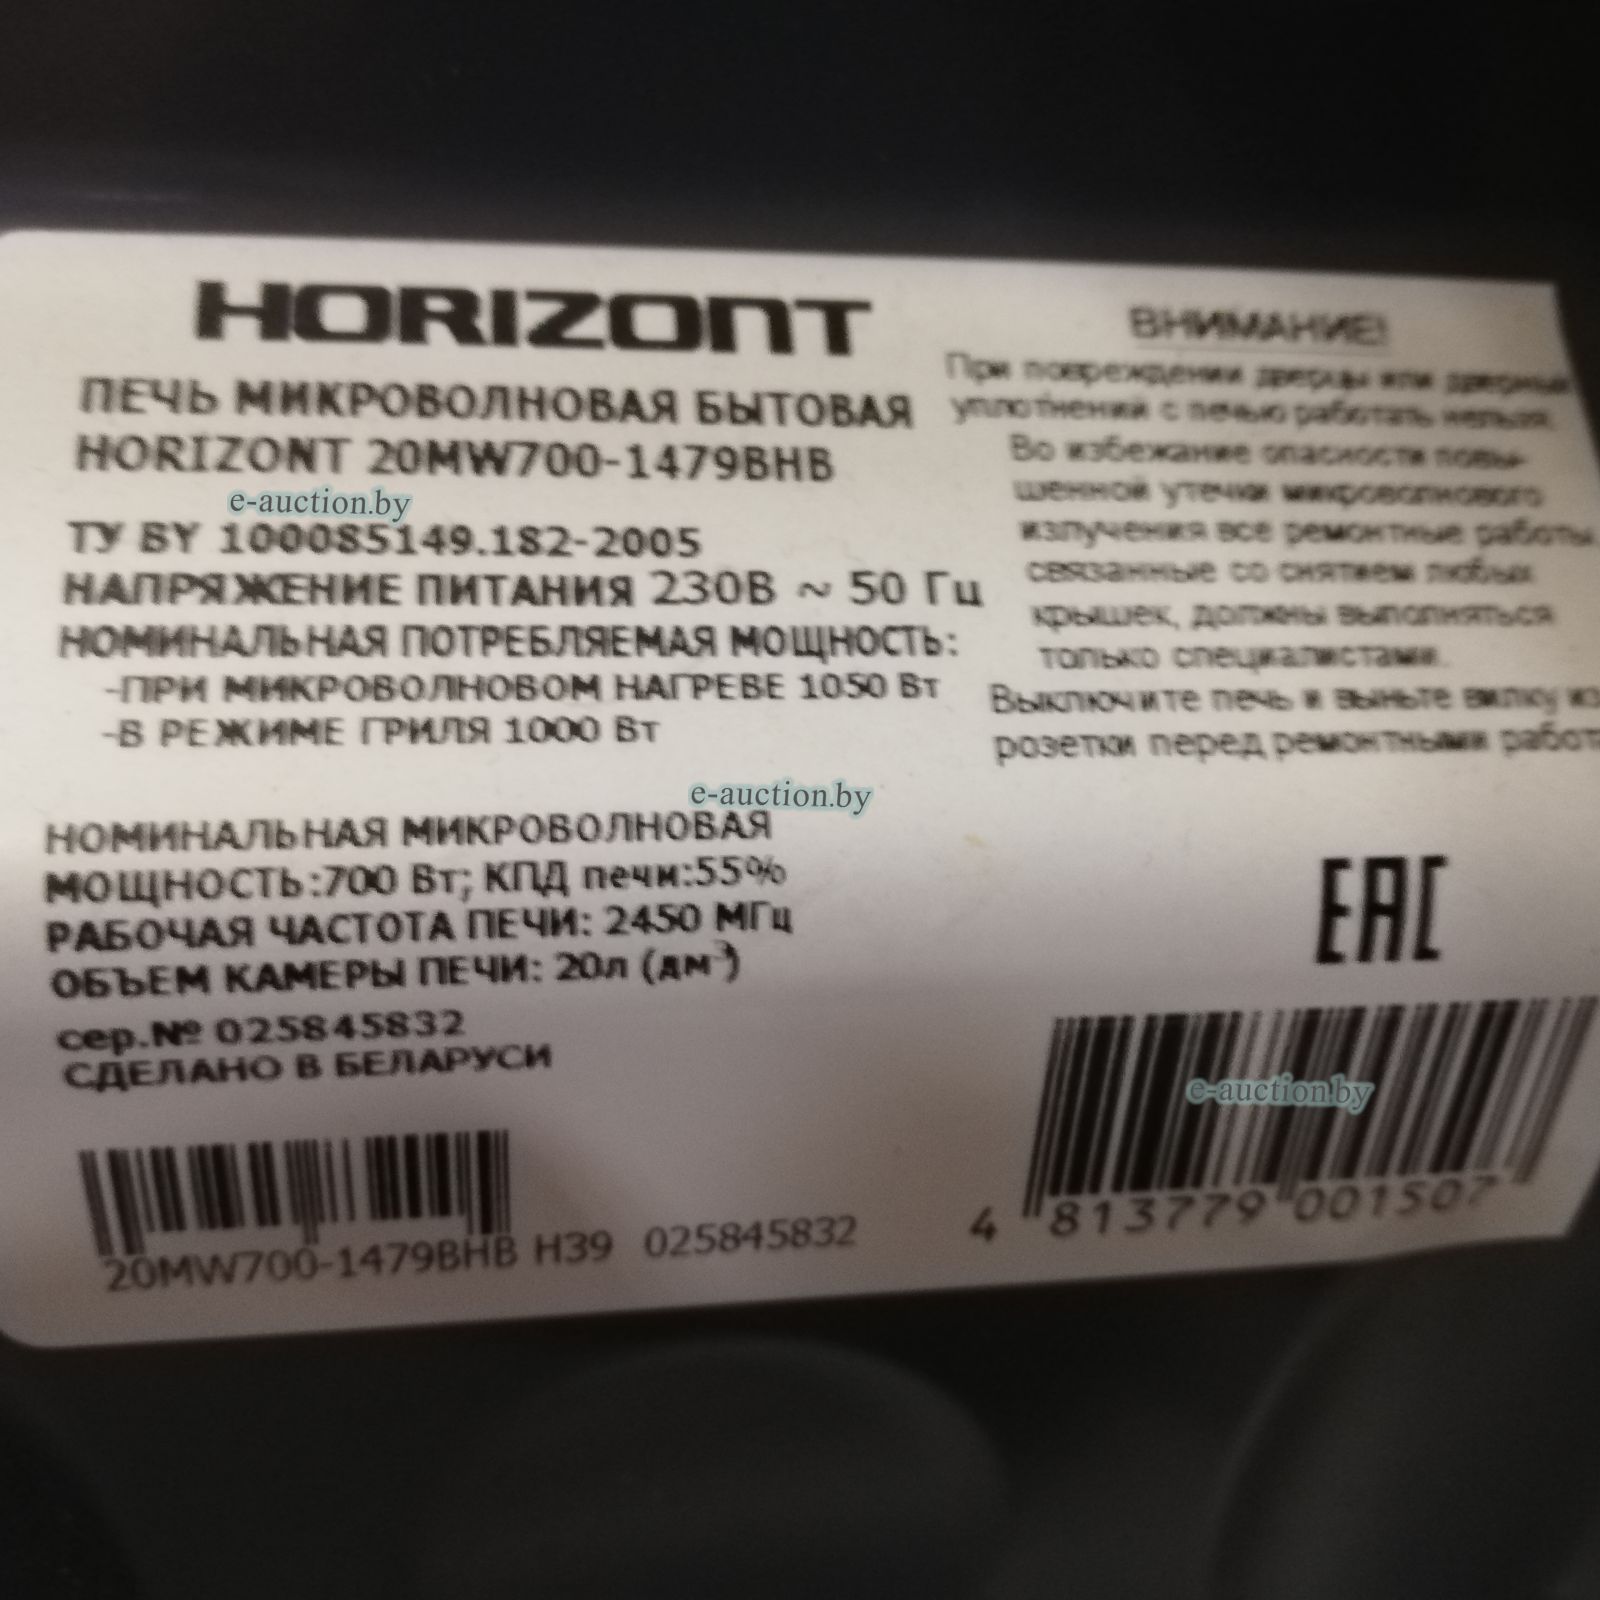 HORIZONT
ПЕЧЬ МИКРОВОЛНОВАЯ БЫТОВАЯ
HORIZONT 20MW700-1479BHB
e-auction.by
ТУ BY 100085149.182-2005
НАПРЯЖЕНИЕ ПИТАНИЯ 230В ~ 50 Гц
НОМИНАЛЬНАЯ ПОТРЕБЛЯЕМАЯ МОЩНОСТЬ:
-ПРИ МИКРОВОЛНОВОМ НАГРЕВЕ 1050 Вт
-В РЕЖИМЕ ГРИЛЯ 1000 Вт
e-auction.by
НОМИНАЛЬНАЯ МИКРОВОЛНОВАЯ
МОЩНОСТЬ:700 Вт; КПД печи:55%
РАБОЧАЯ ЧАСТОТА ПЕЧИ: 2450 МГц
ОБЪЕМ КАМЕРЫ ПЕЧИ: 20л (дм³)
сер.№ 025845832
СДЕЛАНО В БЕЛАРУСИ
20MW700-1479BHB H39 025845832
ВНИМАНИЕ!
При повреждении дверцы или дверных
уплотнений с печью работать нельзя.
Во избежание опасности повы-
шенной утечки микроволнового
излучения все ремонтные работы,
связанные со снятием любых
крышек, должны выполняться
только специалистами.
Выключите печь и выньте вилку из
розетки перед ремонтными работ
EAC
e-auction.by
4 813779 001507